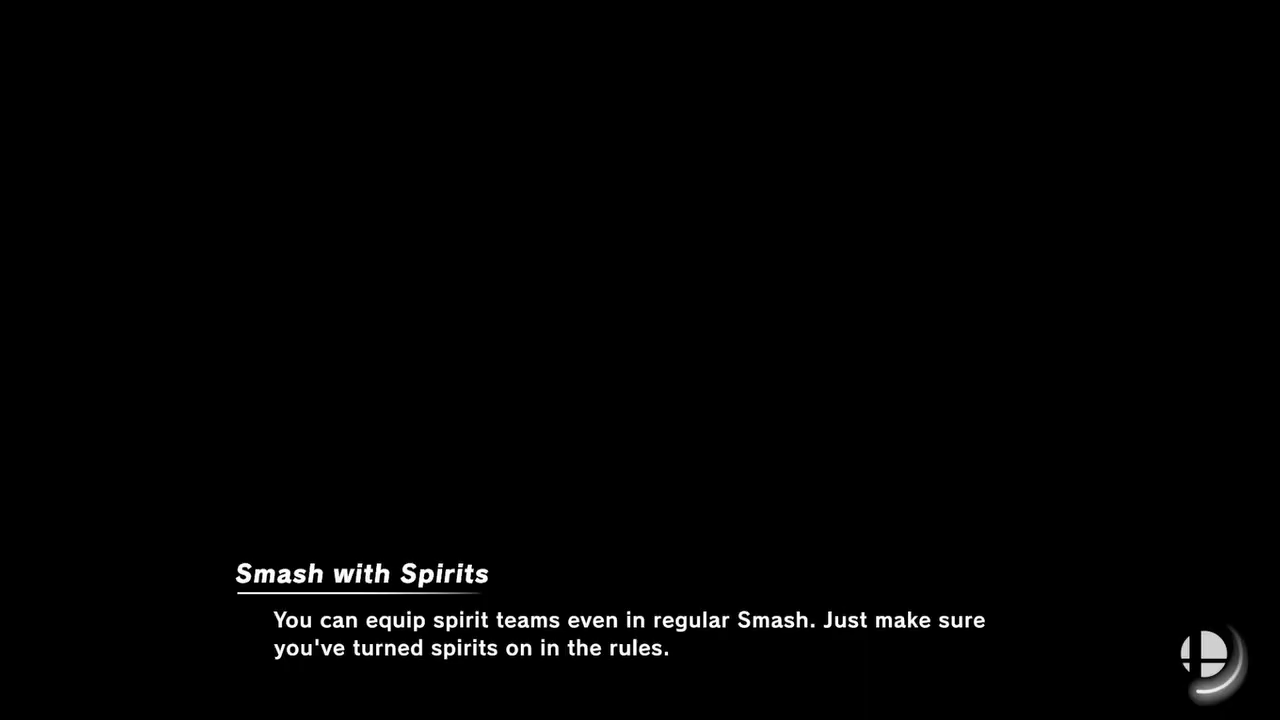 Smash with Spirits
You can equip spirit teams even in regular Smash. Just make sure
you've turned spirits on in the rules.